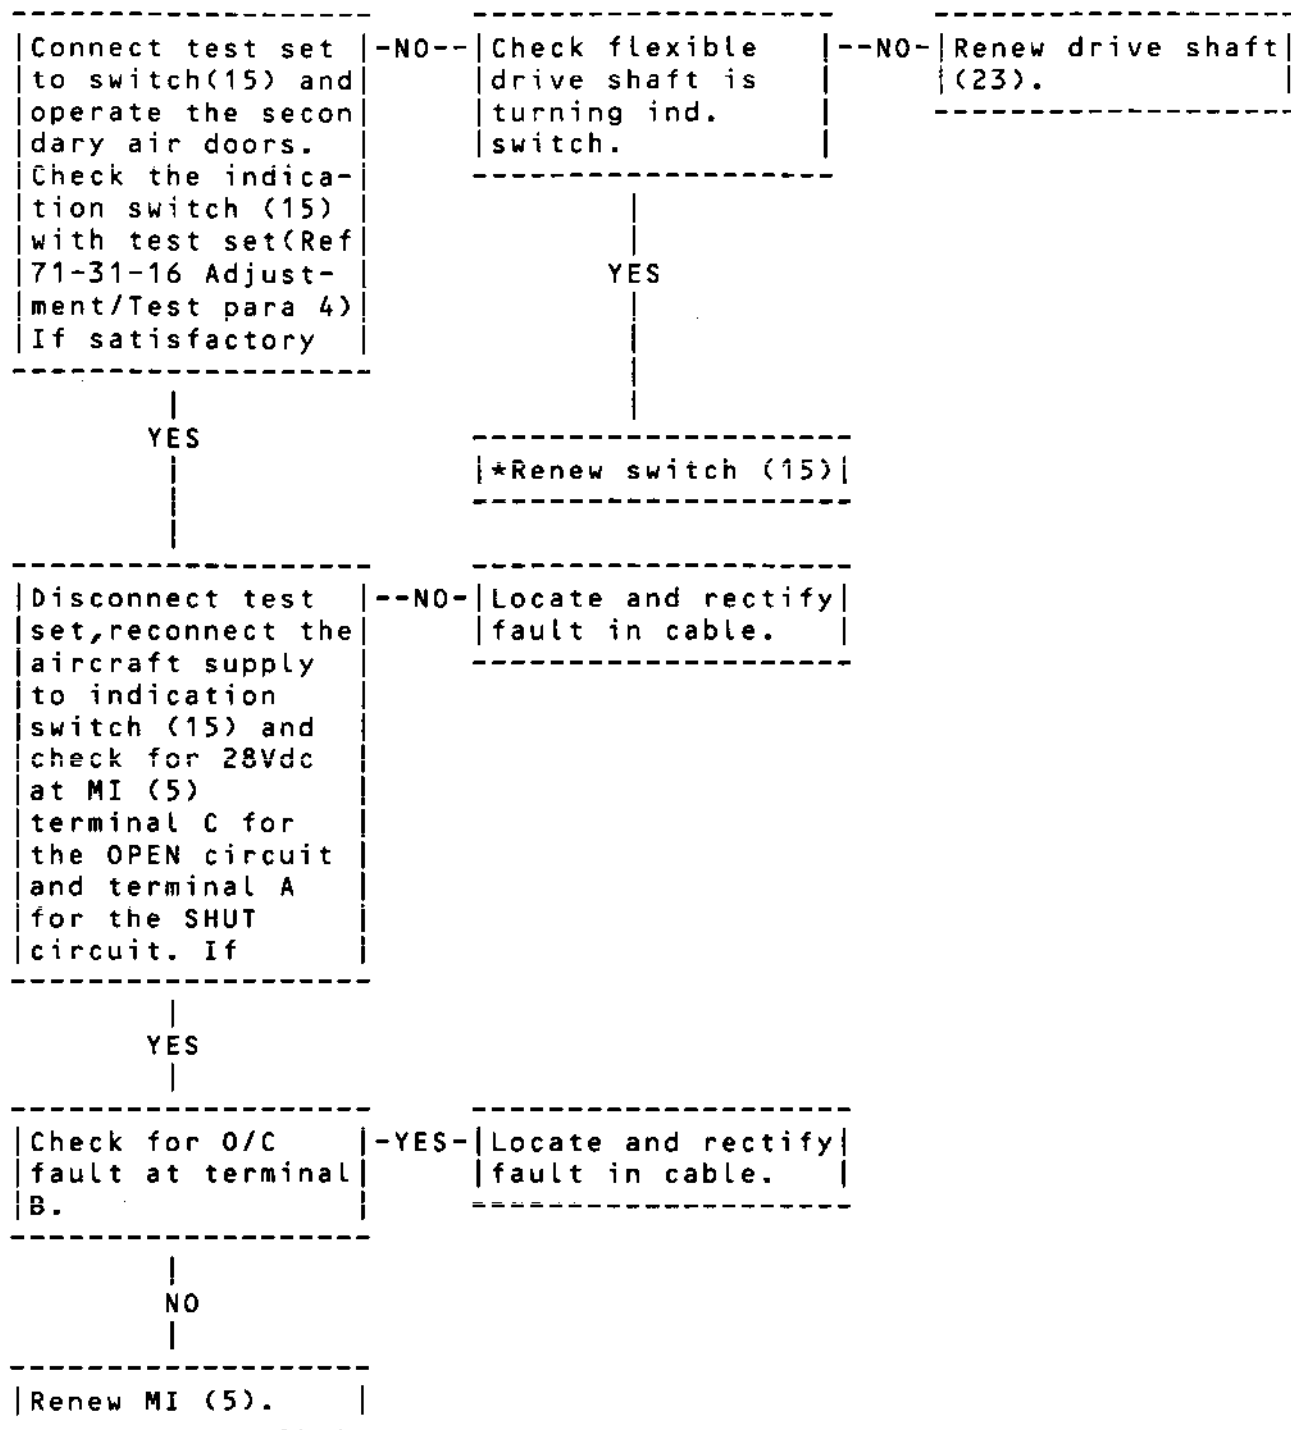 Connect test set
to switch(15) and
operate the secon
dary air doors.
Check the indica-
tion switch (15)
with test set(Ref
71-31-16 Adjust-
ment/Test para 4)
If satisfactory
-NO--
Check flexible
drive shaft is
turning ind.
switch.
--NO-
Renew drive shaft
(23).
YES
*Renew switch (15)
YES
Disconnect test
set,reconnect the
aircraft supply
to indication
switch (15) and
check for 28Vdc
at MI (5)
terminal C for
the OPEN circuit
and terminal A
for the SHUT
circuit. If
--NO-
Locate and rectify
fault in cable.
YES
Check for O/C
fault at terminal
B.
-YES-
Locate and rectify
fault in cable.
NO
Renew MI (5).